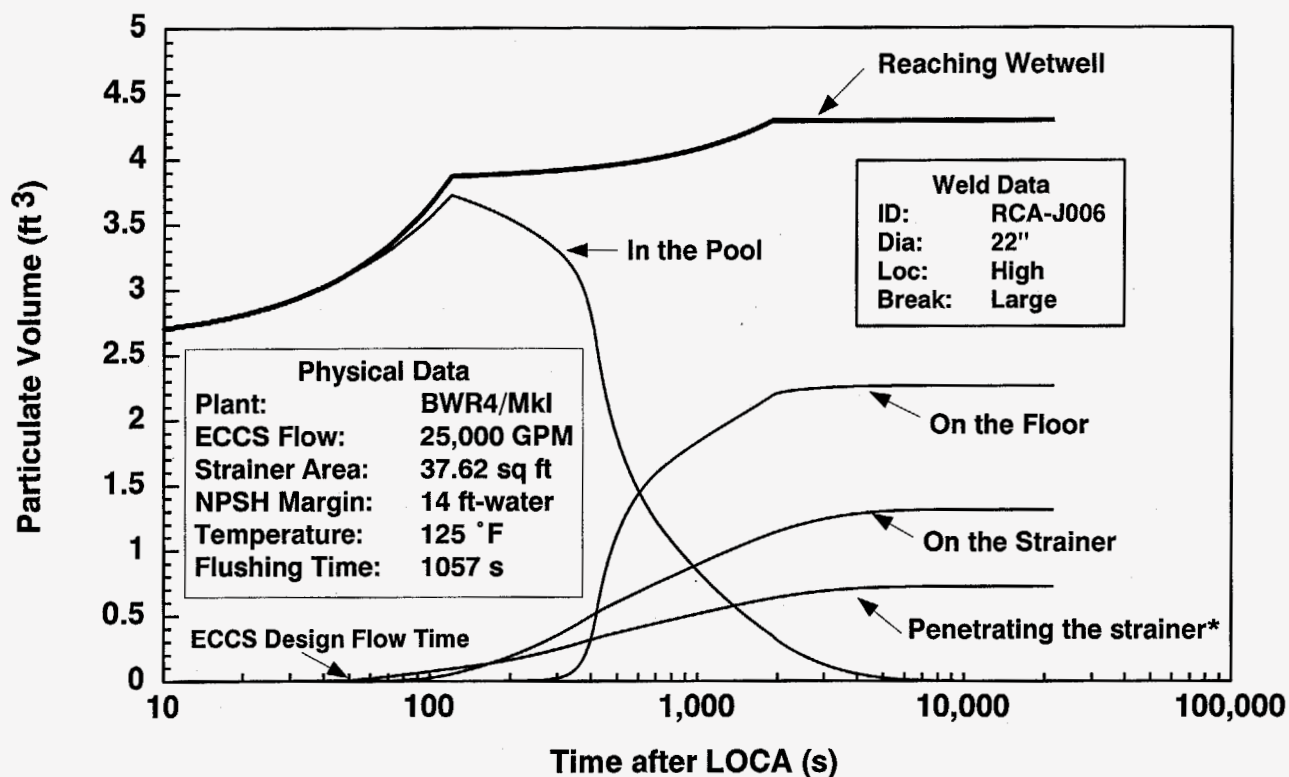 5
4.5
4
3.5
3
2.5
2
1.5
1
0.5
0
Particulate Volume (ft 3)
Reaching Wetwell
Weld Data
ID: RCA-J006
Dia: 22"
Loc: High
Break: Large
In the Pool
Physical Data
Plant: BWR4/MkI
ECCS Flow: 25,000 GPM
Strainer Area: 37.62 sq ft
NPSH Margin: 14 ft-water
Temperature: 125 ˚F
Flushing Time: 1057 s
On the Floor
On the Strainer
Penetrating the strainer*
ECCS Design Flow Time
10 100 1,000 10,000 100,000
Time after LOCA (s)